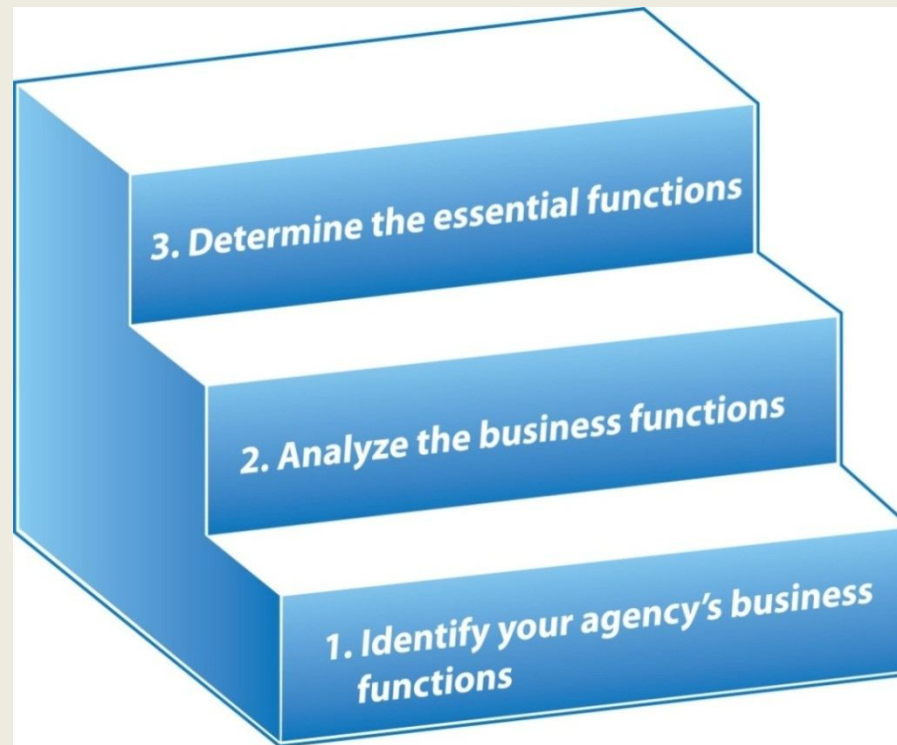 3. Determine the essential functions
2. Analyze the business functions
1. Identify your agency’s business
functions